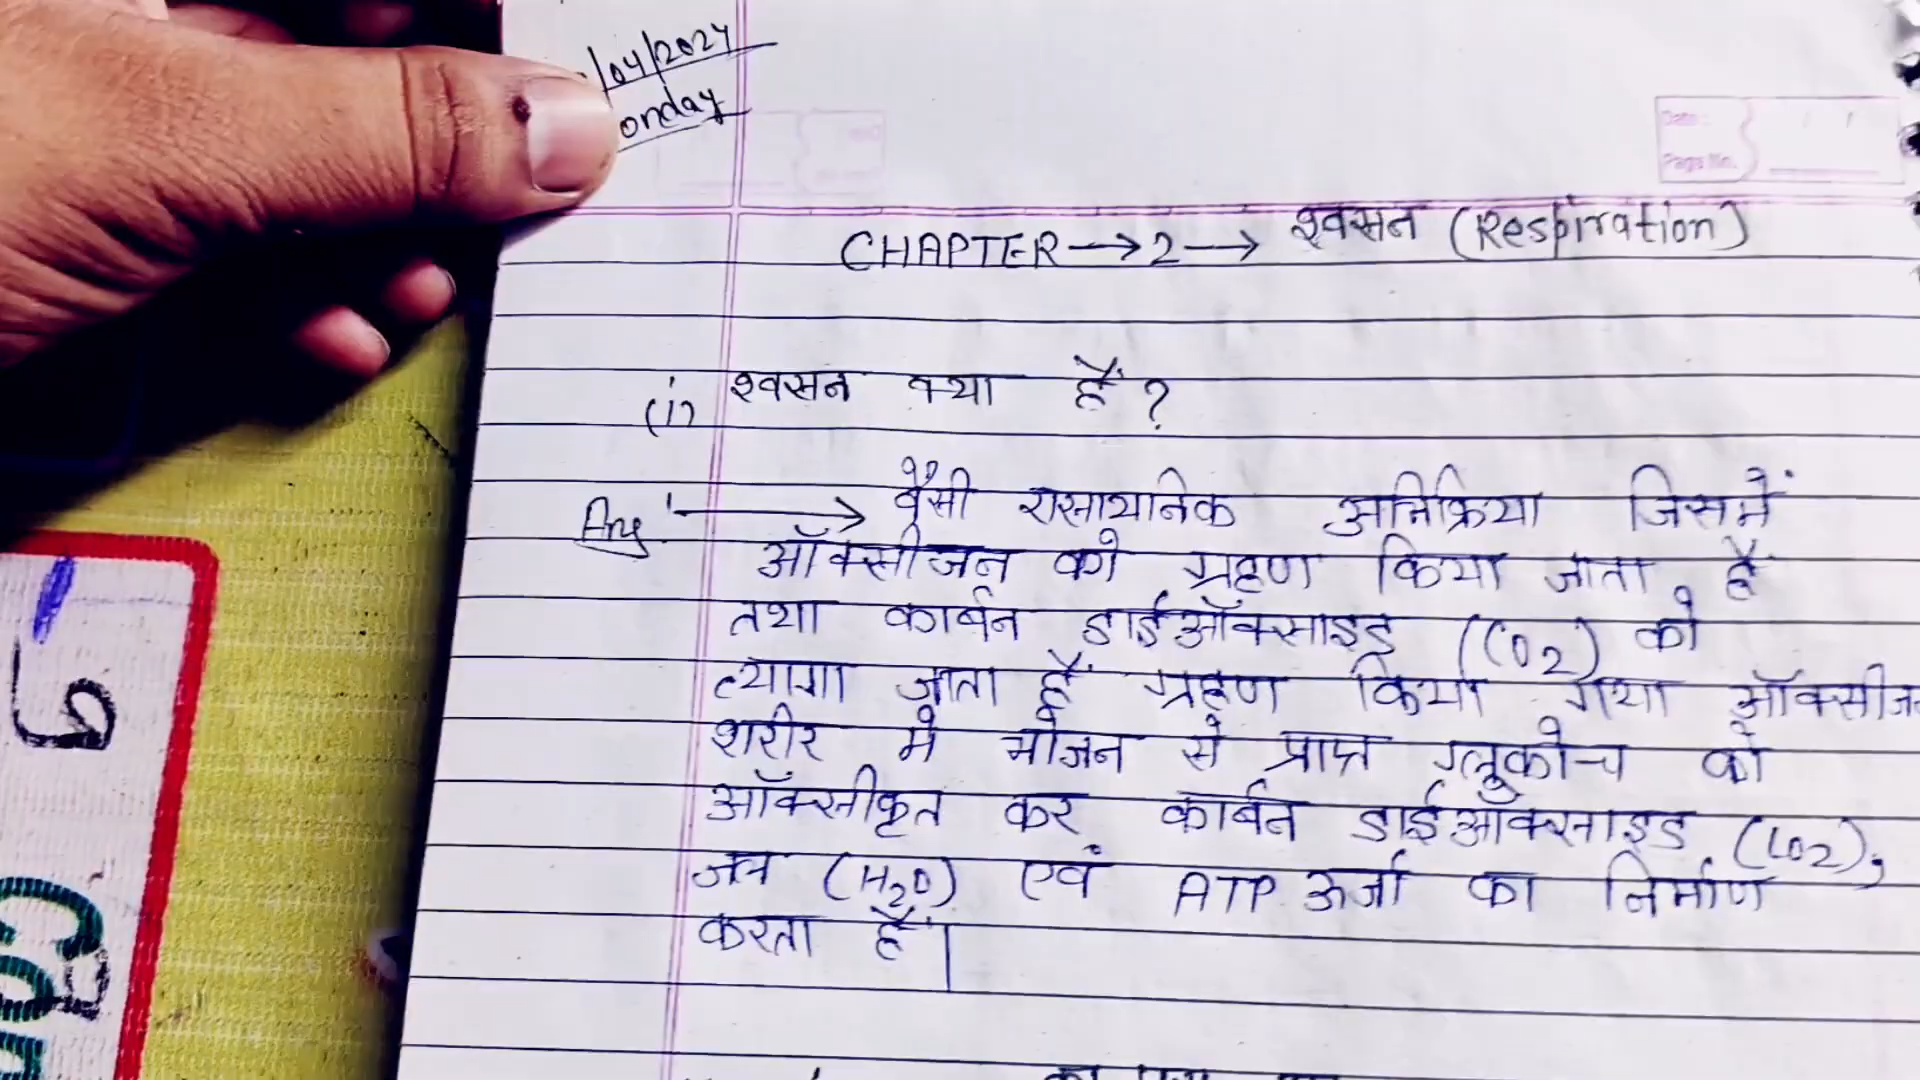 /04/2024
onday
Date :
Page No.
CHAPTER → 2 → श्वसन (Respiration)
(i) श्वसन क्या है?
Ans → वैसी रासायनिक अभिक्रिया जिसमें
ऑक्सीजन को ग्रहण किया जाता है
तथा कार्बन डाईऑक्साइड (CO2) को
त्यागा जाता है ग्रहण किया गया ऑक्सीजन
शरीर में भोजन से प्राप्त ग्लूकोच को
ऑक्सीकृत कर कार्बन डाईऑक्साइड (CO2),
जल (H2O) एवं ATP ऊर्जा का निर्माण
करता है।